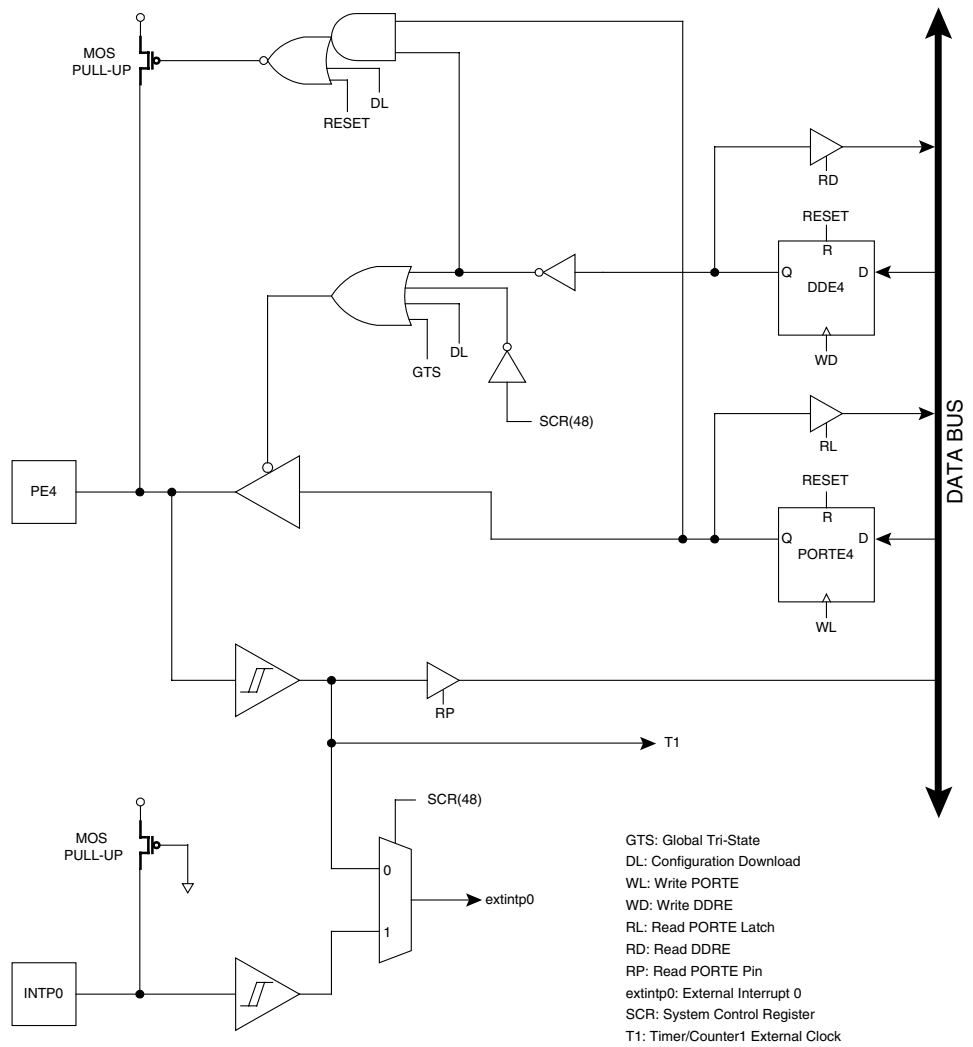 MOS
PULL-UP
DL
RESET
RD
RESET
R
Q
D
DDE4
WD
DL
GTS
SCR(48)
RL
DATA BUS
PE4
RESET
R
Q
D
PORTE4
WL
RP
T1
SCR(48)
MOS
PULL-UP
0
extintp0
1
INTP0
GTS: Global Tri-State
DL: Configuration Download
WL: Write PORTE
WD: Write DDRE
RL: Read PORTE Latch
RD: Read DDRE
RP: Read PORTE Pin
extintp0: External Interrupt 0
SCR: System Control Register
T1: Timer/Counter1 External Clock